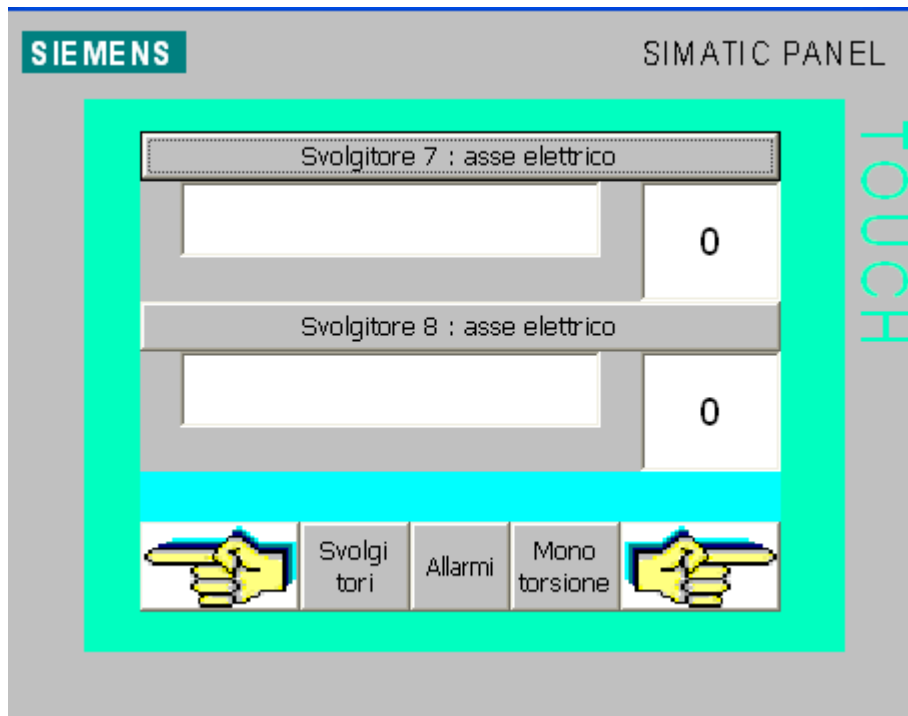 SIEMENS
SIMATIC PANEL
TOUCH
Svolgitore 7 : asse elettrico
0
Svolgitore 8 : asse elettrico
0
Svolgi
tori
Allarmi
Mono
torsione